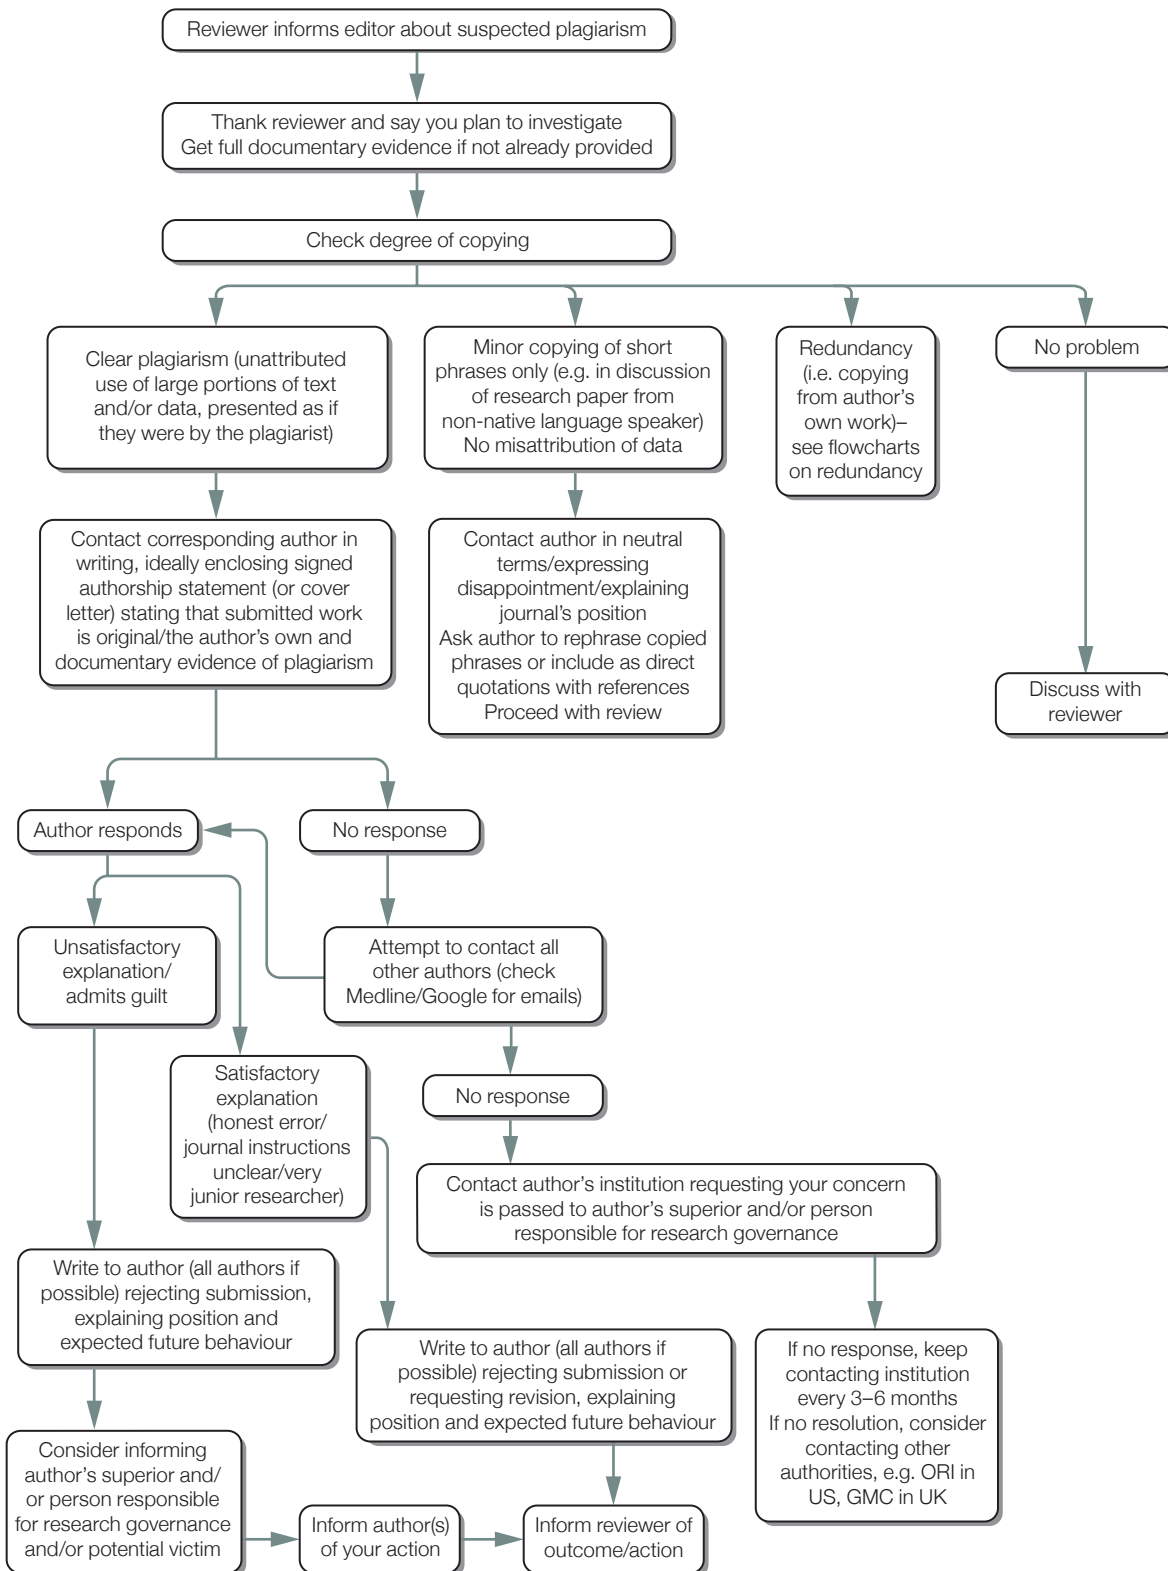 Reviewer informs editor about suspected plagiarism
Thank reviewer and say you plan to investigate
Get full documentary evidence if not already provided
Check degree of copying
Clear plagiarism (unattributed
use of large portions of text
and/or data, presented as if
they were by the plagiarist)
Minor copying of short
phrases only (e.g. in discussion
of research paper from
non-native language speaker)
No misattribution of data
Redundancy
(i.e. copying
from author’s
own work)–
see flowcharts
on redundancy
No problem
Contact corresponding author in
writing, ideally enclosing signed
authorship statement (or cover
letter) stating that submitted work
is original/the author’s own and
documentary evidence of plagiarism
Contact author in neutral
terms/expressing
disappointment/explaining
journal’s position
Ask author to rephrase copied
phrases or include as direct
quotations with references
Proceed with review
Discuss with
reviewer
Author responds
No response
Unsatisfactory
explanation/
admits guilt
Attempt to contact all
other authors (check
Medline/Google for emails)
Satisfactory
explanation
(honest error/
journal instructions
unclear/very
junior researcher)
No response
Contact author’s institution requesting your concern
is passed to author’s superior and/or person
responsible for research governance
Write to author (all authors if
possible) rejecting submission,
explaining position and
expected future behaviour
Write to author (all authors if
possible) rejecting submission or
requesting revision, explaining
position and expected future behaviour
If no response, keep
contacting institution
every 3–6 months
If no resolution, consider
contacting other
authorities, e.g. ORI in
US, GMC in UK
Consider informing
author’s superior and/
or person responsible
for research governance
and/or potential victim
Inform author(s)
of your action
Inform reviewer of
outcome/action